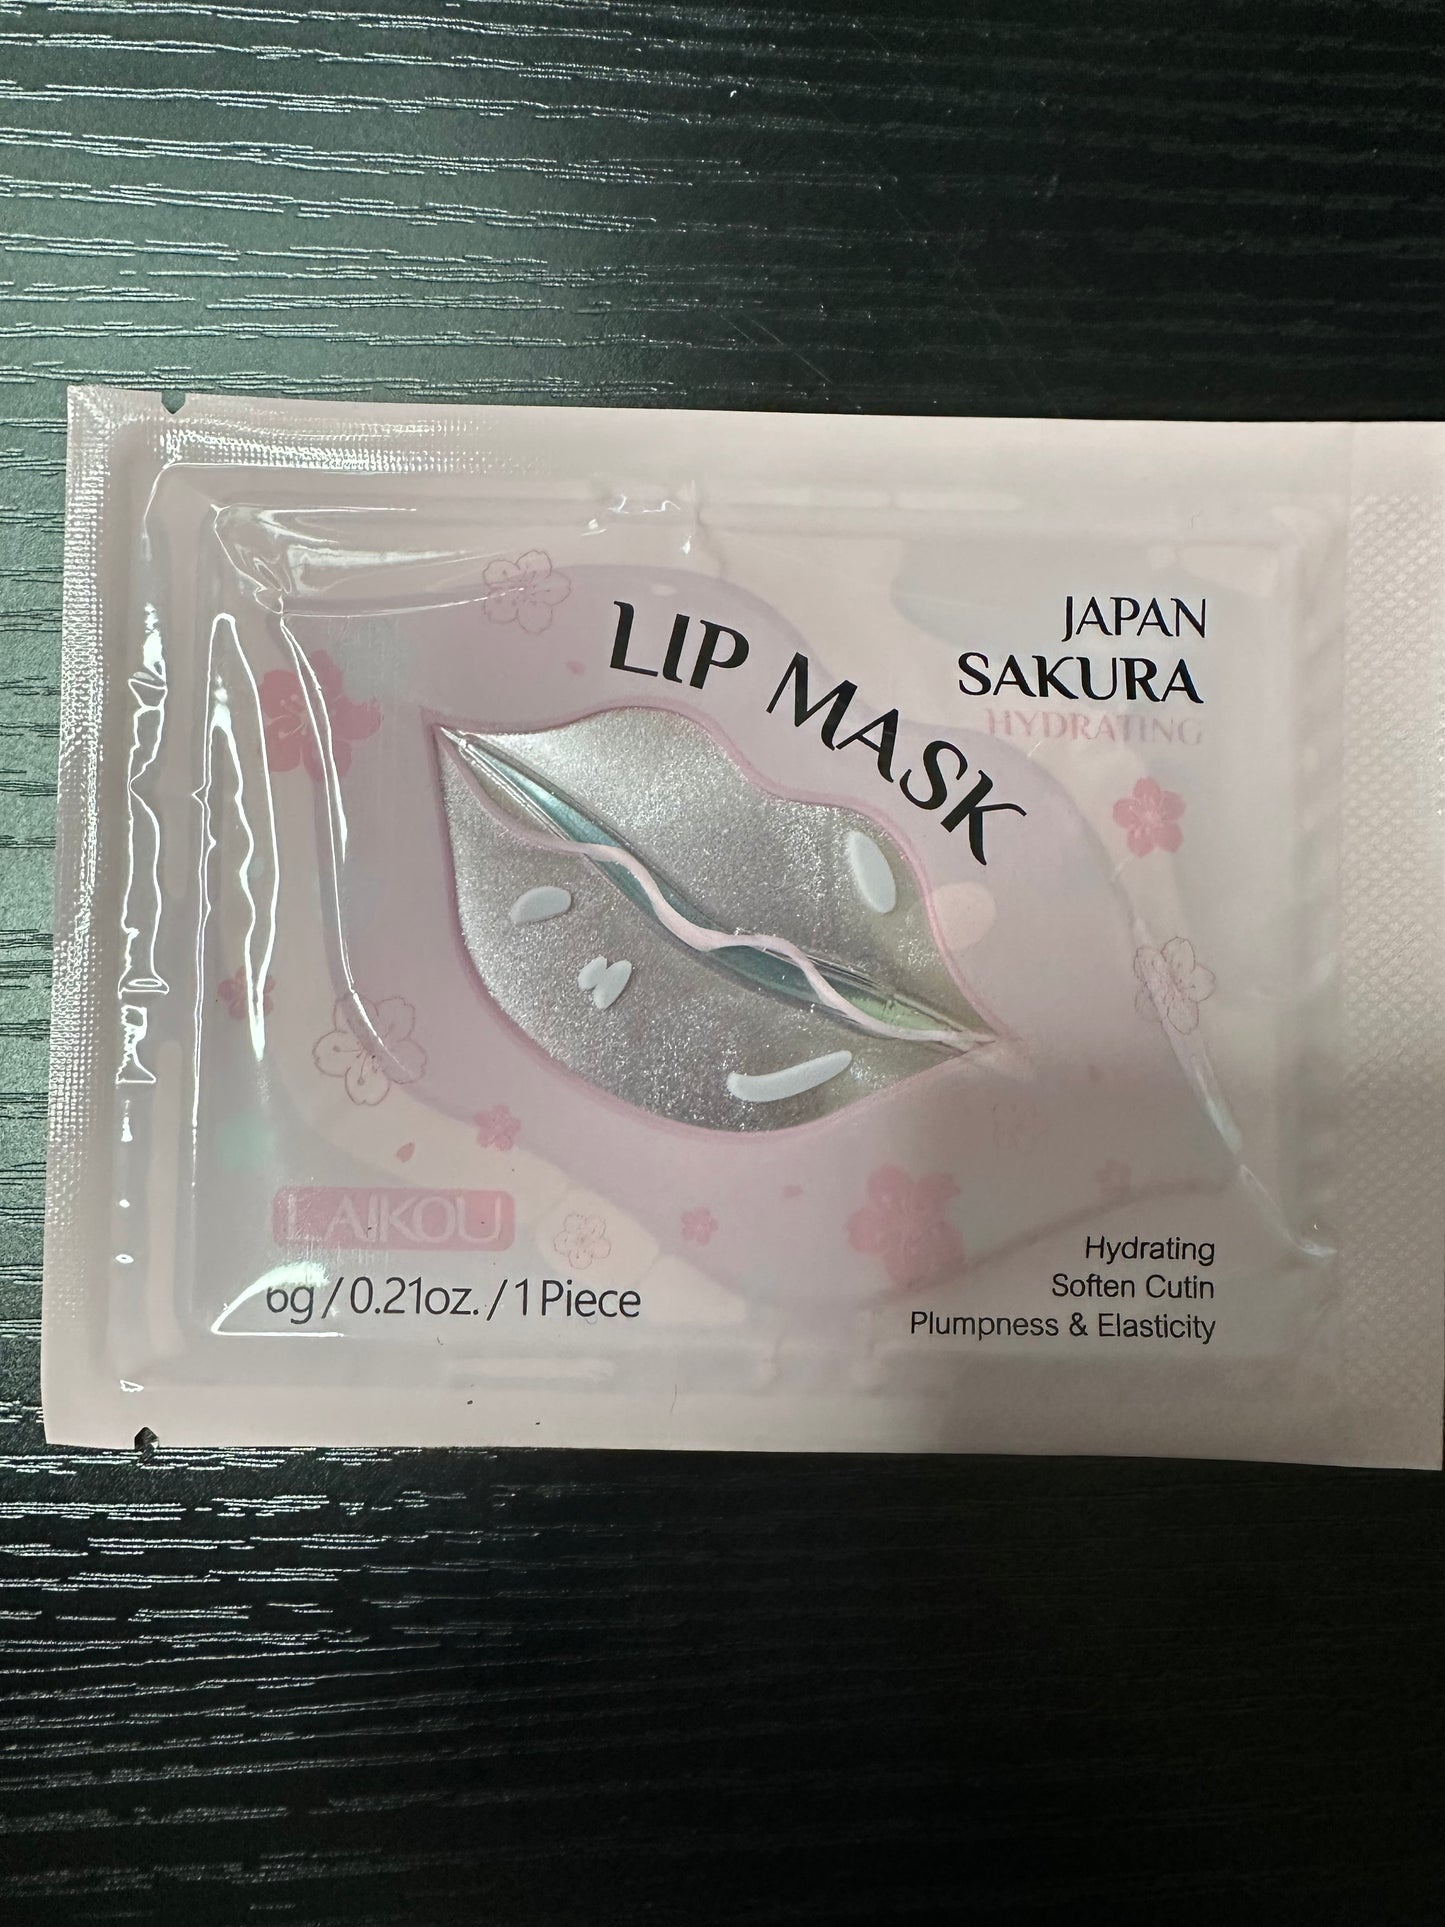 LIP MASK
JAPAN
SAKURA
HYDRATING
LAIKOU
6g / 0.21oz. / 1 Piece
Hydrating
Soften Cutin
Plumpness & Elasticity